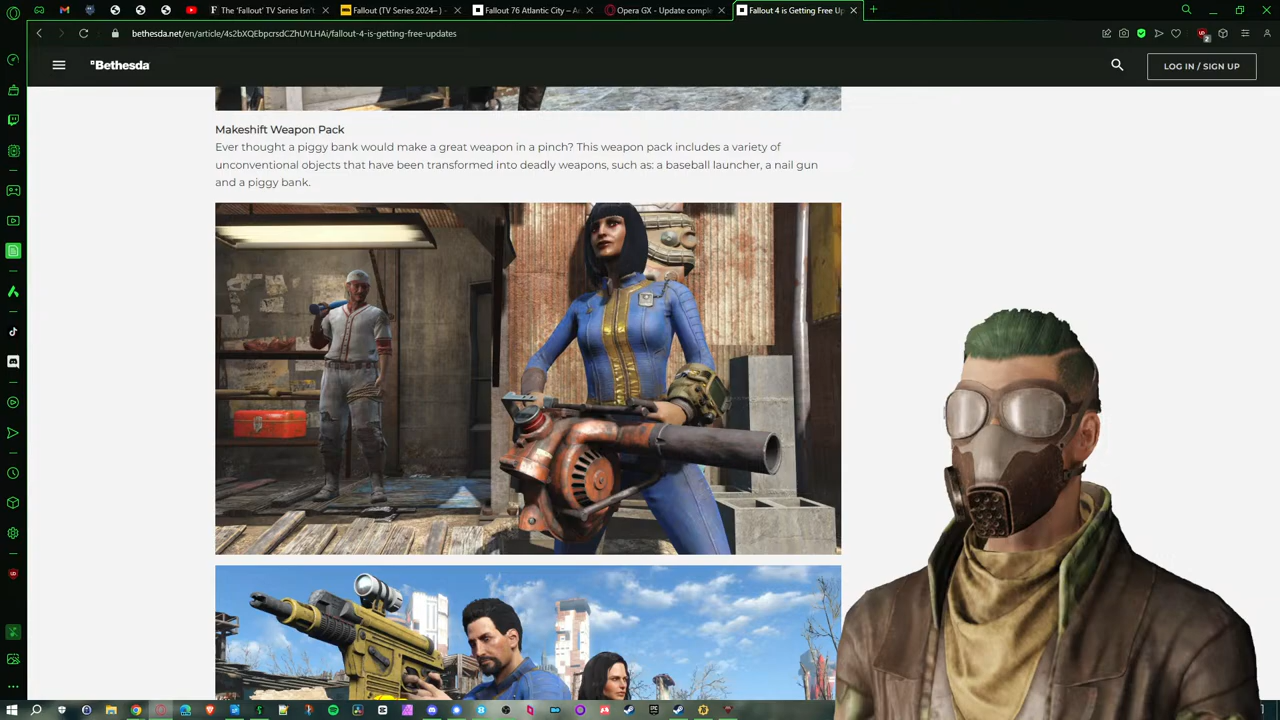 The 'Fallout' TV Series Isn't
Fallout (TV Series 2024– ) -
Fallout 76 Atlantic City – A
Opera GX - Update comple
Fallout 4 is Getting Free Up
bethesda.net/en/article/4s2bXQEbpcrsdCZhUYLHAi/fallout-4-is-getting-free-updates
2
Bethesda
LOG IN / SIGN UP
Makeshift Weapon Pack
Ever thought a piggy bank would make a great weapon in a pinch? This weapon pack includes a variety of
unconventional objects that have been transformed into deadly weapons, such as: a baseball launcher, a nail gun
and a piggy bank.